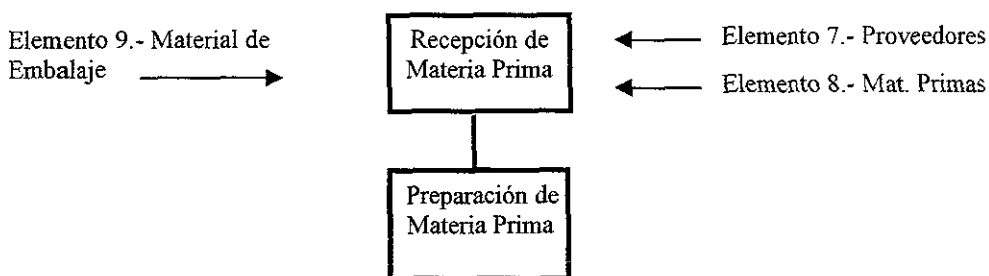 Elemento 9.- Material de
Embalaje
Recepción de
Materia Prima
Elemento 7.- Proveedores
Elemento 8.- Mat. Primas
Preparación de
Materia Prima